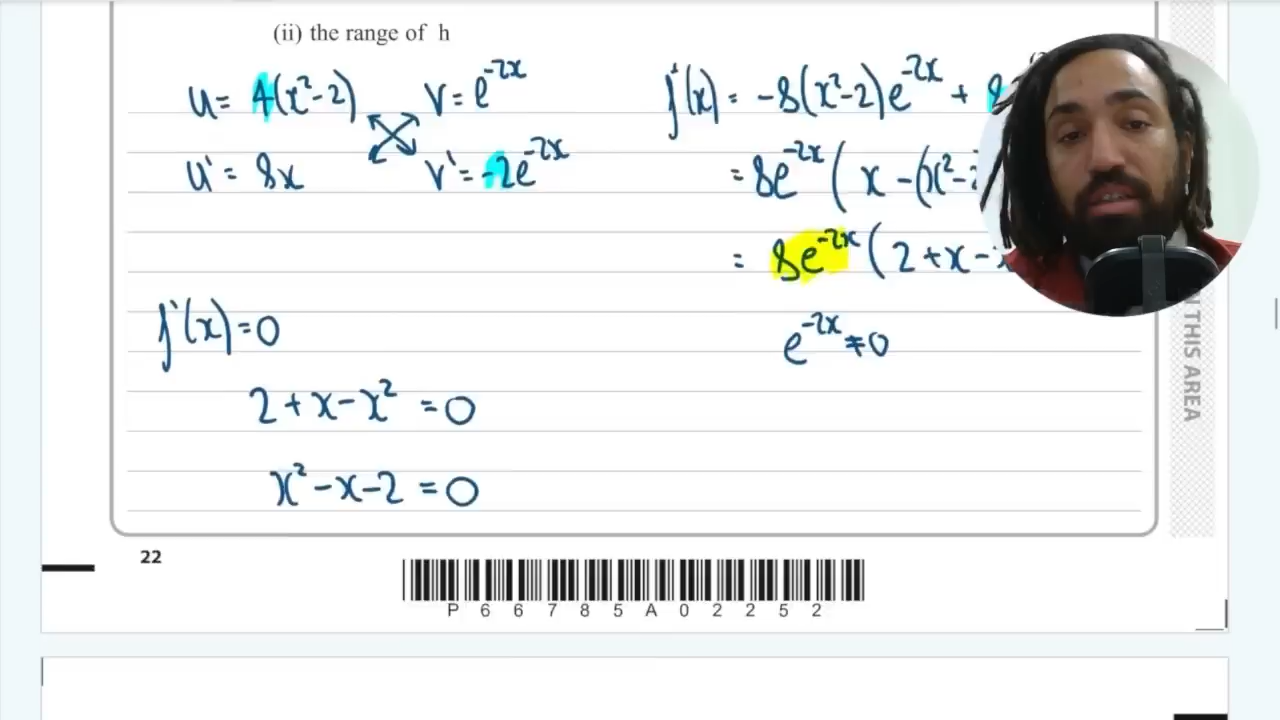 (ii) the range of h
u = 4(x²-2) v = e⁻²ˣ f'(x) = -8(x²-2)e⁻²ˣ + 8
u' = 8x v' = -2e⁻²ˣ = 8e⁻²ˣ ( x - (x²-2
= 8e⁻²ˣ ( 2 + x - x
f'(x) = 0 e⁻²ˣ ≠ 0
2 + x - x² = 0
x² - x - 2 = 0
N THIS AREA
22
P 6 6 7 8 5 A 0 2 2 5 2